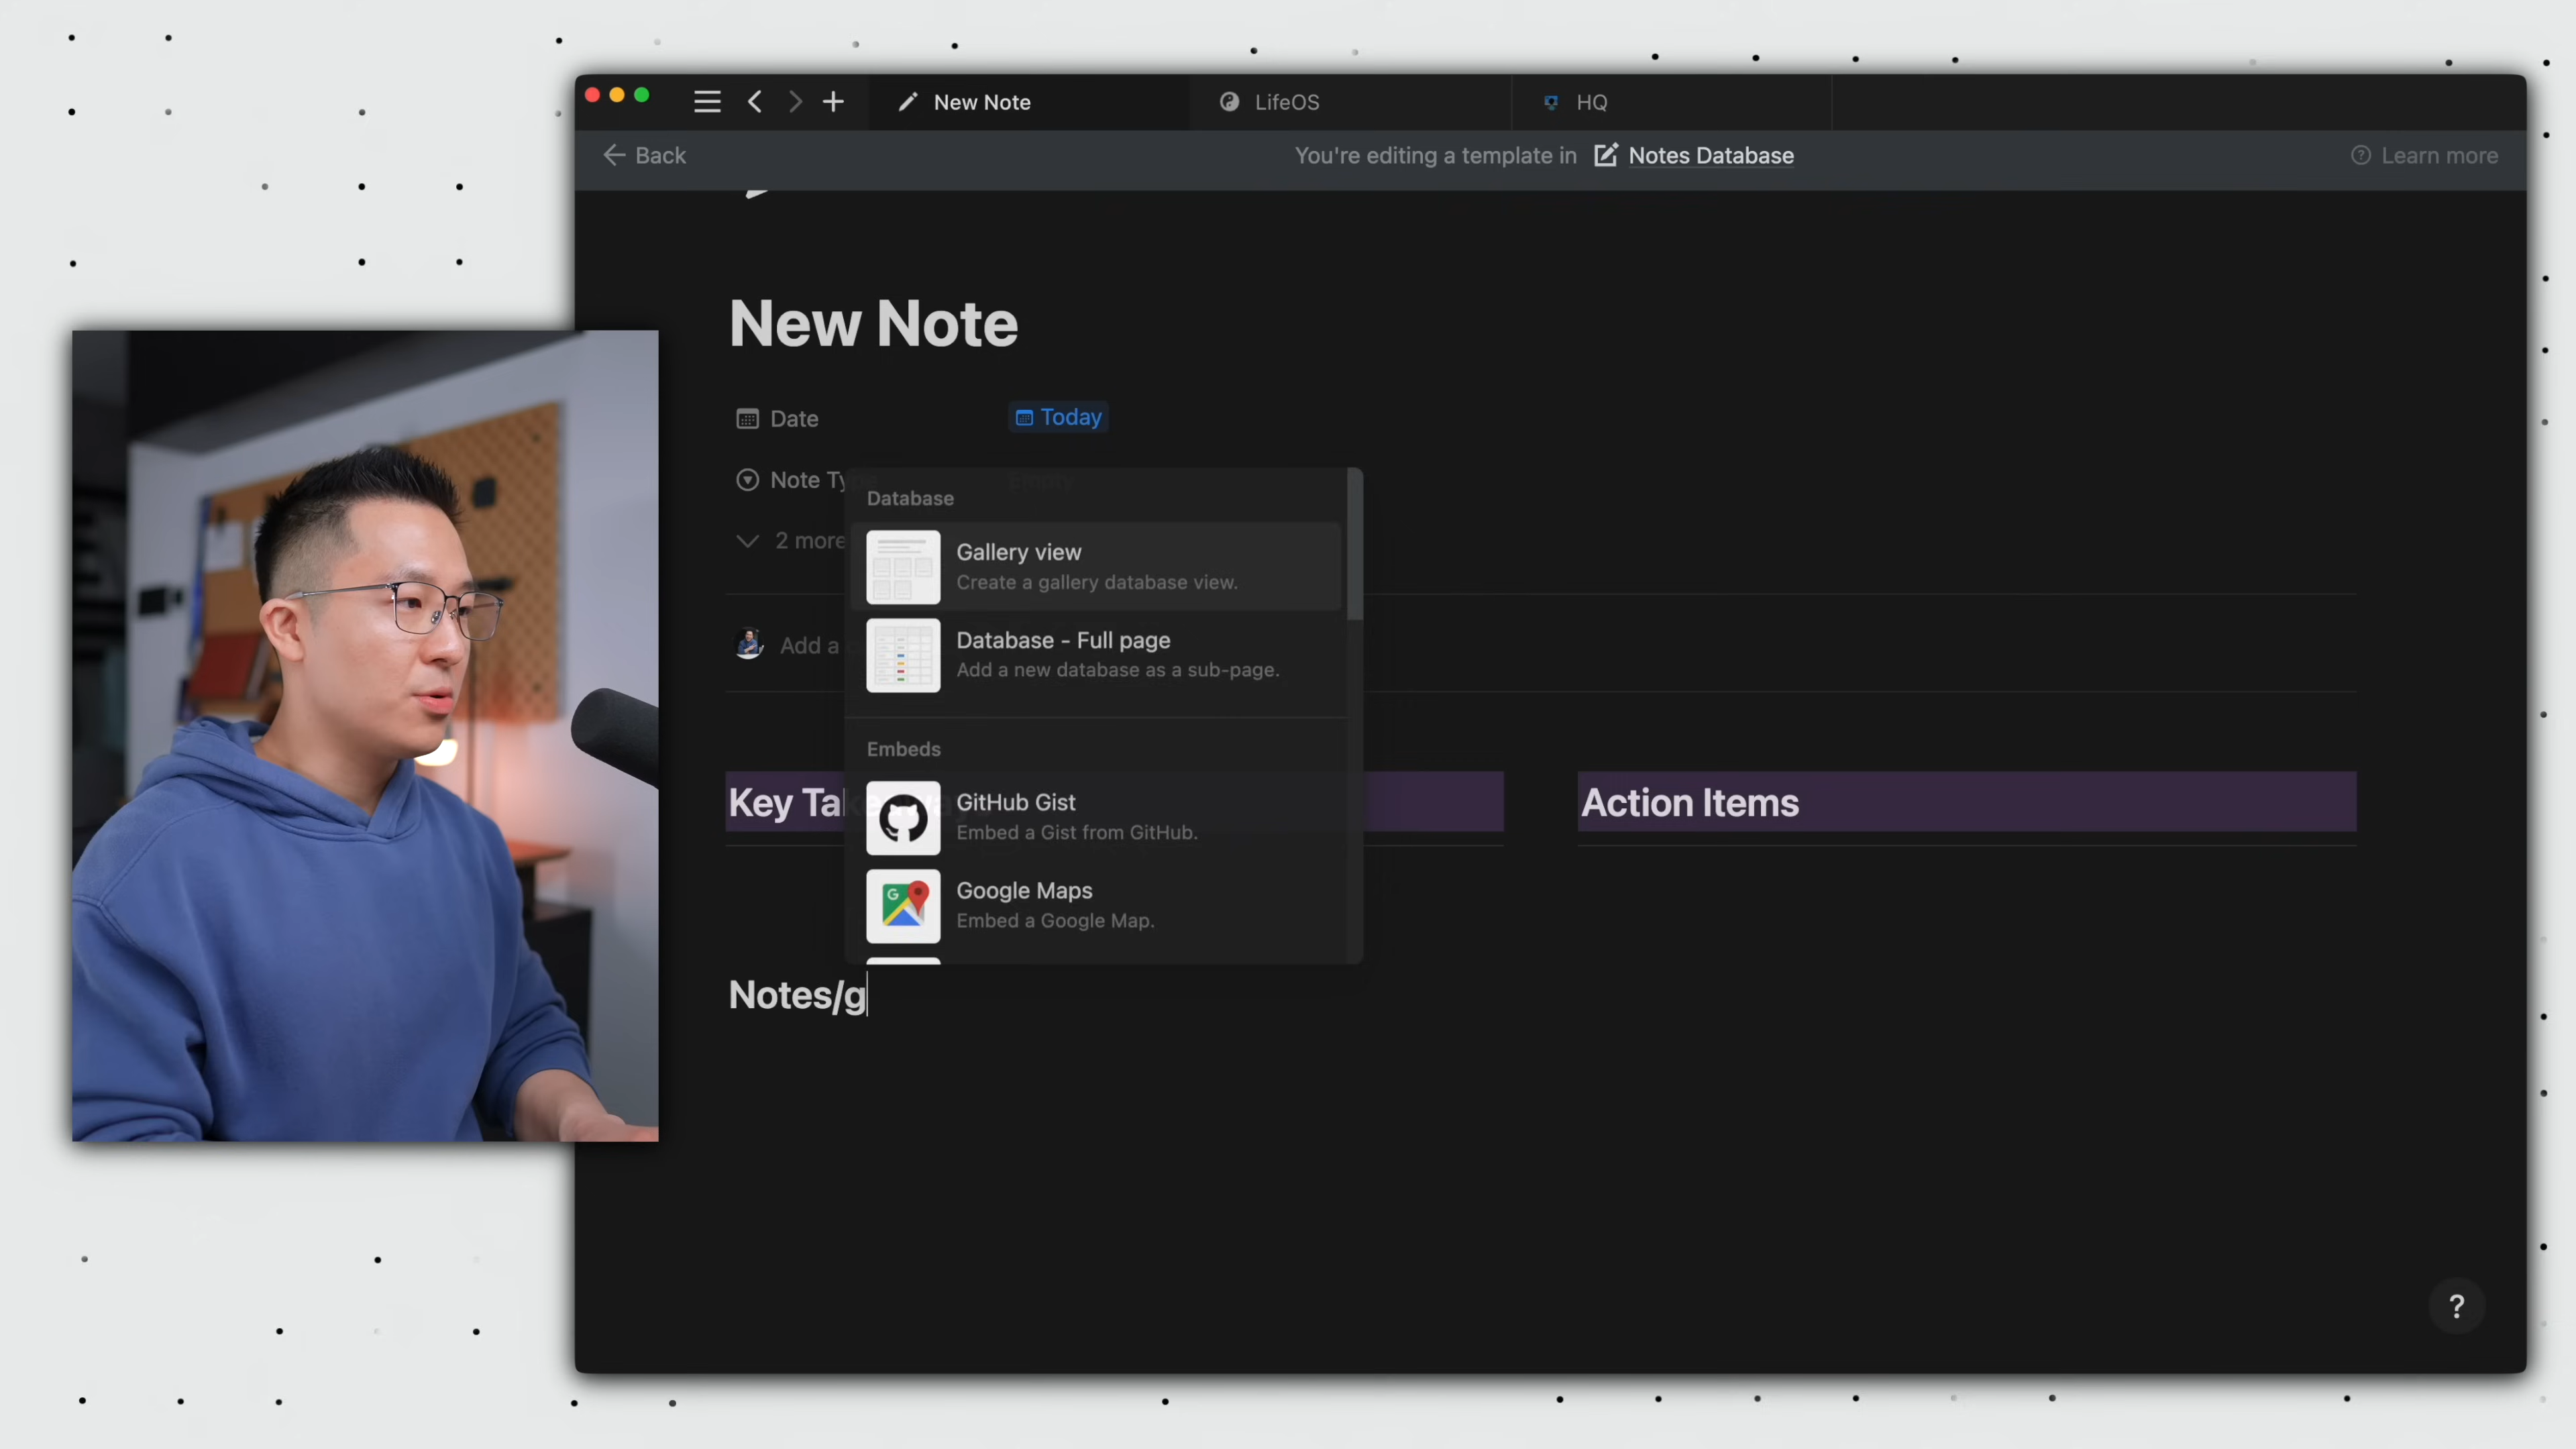 New Note
LifeOS
HQ
Back
You're editing a template in Notes Database
Learn more
New Note
Date
Today
Note Ty
Empty
2 more
Add a
Database
Gallery view
Create a gallery database view.
Database - Full page
Add a new database as a sub-page.
Embeds
GitHub Gist
Embed a Gist from GitHub.
Google Maps
Embed a Google Map.
Key Takeaways
Action Items
Notes/g
?